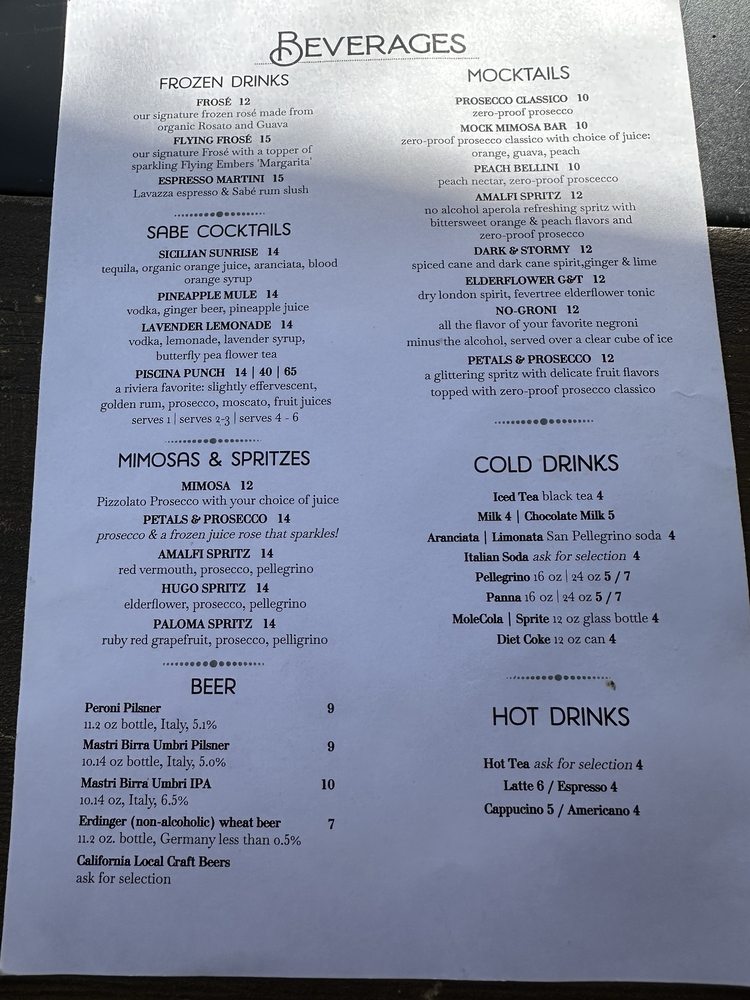 BEVERAGES
FROZEN DRINKS
FROSÉ 12
our signature frozen rosé made from
organic Rosato and Guava
FLYING FROSÉ 15
our signature Frosé with a topper of
sparkling Flying Embers 'Margarita'
ESPRESSO MARTINI 15
Lavazza espresso & Sabé rum slush
SABE COCKTAILS
SICILIAN SUNRISE 14
tequila, organic orange juice, aranciata, blood
orange syrup
PINEAPPLE MULE 14
vodka, ginger beer, pineapple juice
LAVENDER LEMONADE 14
vodka, lemonade, lavender syrup,
butterfly pea flower tea
PISCINA PUNCH 14 | 40 | 65
a riviera favorite: slightly effervescent,
golden rum, prosecco, moscato, fruit juices
serves 1 | serves 2-3 | serves 4 - 6
MIMOSAS & SPRITZES
MIMOSA 12
Pizzolato Prosecco with your choice of juice
PETALS & PROSECCO 14
prosecco & a frozen juice rose that sparkles!
AMALFI SPRITZ 14
red vermouth, prosecco, pellegrino
HUGO SPRITZ 14
elderflower, prosecco, pellegrino
PALOMA SPRITZ 14
ruby red grapefruit, prosecco, pelligrino
BEER
Peroni Pilsner 9
11.2 oz bottle, Italy, 5.1%
Mastri Birra Umbri Pilsner 9
10.14 oz bottle, Italy, 5.0%
Mastri Birra Umbri IPA 10
10.14 oz, Italy, 6.5%
Erdinger (non-alcoholic) wheat beer 7
11.2 oz. bottle, Germany less than 0.5%
California Local Craft Beers
ask for selection
MOCKTAILS
PROSECCO CLASSICO 10
zero-proof prosecco
MOCK MIMOSA BAR 10
zero-proof prosecco classico with choice of juice:
orange, guava, peach
PEACH BELLINI 10
peach nectar, zero-proof proscecco
AMALFI SPRITZ 12
no alcohol aperola refreshing spritz with
bittersweet orange & peach flavors and
zero-proof prosecco
DARK & STORMY 12
spiced cane and dark cane spirit,ginger & lime
ELDERFLOWER G&T 12
dry london spirit, fevertree elderflower tonic
NO-GRONI 12
all the flavor of your favorite negroni
minus the alcohol, served over a clear cube of ice
PETALS & PROSECCO 12
a glittering spritz with delicate fruit flavors
topped with zero-proof prosecco classico
COLD DRINKS
Iced Tea black tea 4
Milk 4 | Chocolate Milk 5
Aranciata | Limonata San Pellegrino soda 4
Italian Soda ask for selection 4
Pellegrino 16 oz | 24 oz 5 / 7
Panna 16 oz | 24 oz 5 / 7
MoleCola | Sprite 12 oz glass bottle 4
Diet Coke 12 oz can 4
HOT DRINKS
Hot Tea ask for selection 4
Latte 6 / Espresso 4
Cappucino 5 / Americano 4